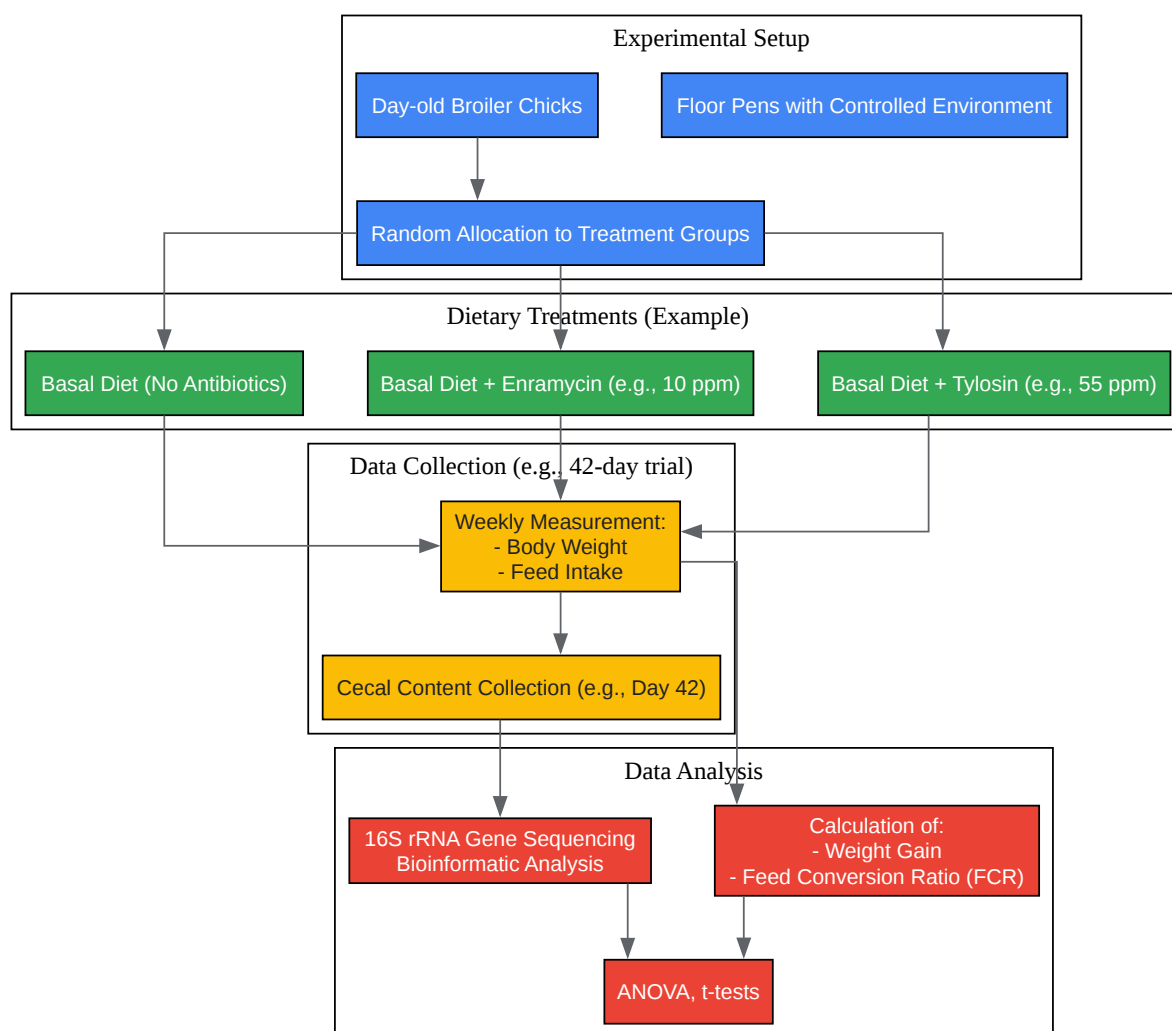 Experimental Setup
Day-old Broiler Chicks
Floor Pens with Controlled Environment
Random Allocation to Treatment Groups
Dietary Treatments (Example)
Basal Diet (No Antibiotics)
Basal Diet + Enramycin (e.g., 10 ppm)
Basal Diet + Tylosin (e.g., 55 ppm)
Data Collection (e.g., 42-day trial)
Weekly Measurement:
- Body Weight
- Feed Intake
Cecal Content Collection (e.g., Day 42)
Data Analysis
16S rRNA Gene Sequencing
Bioinformatic Analysis
Calculation of:
- Weight Gain
- Feed Conversion Ratio (FCR)
ANOVA, t-tests